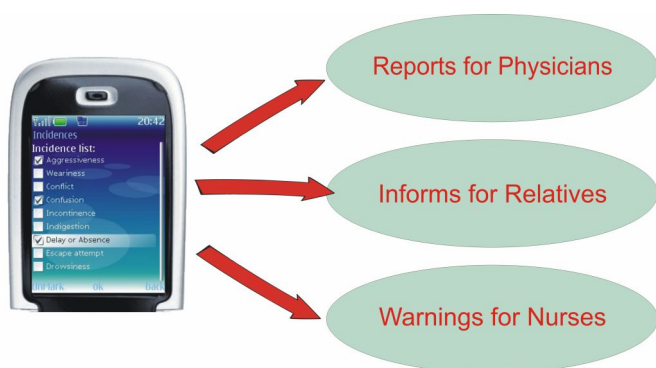 20:42
Incidences
Incidence list:
Aggressiveness
Weariness
Conflict
Confusion
Incontinence
Indigestion
Delay or Absence
Escape attempt
Drowsiness
UnMark ok back
Reports for Physicians
Informs for Relatives
Warnings for Nurses